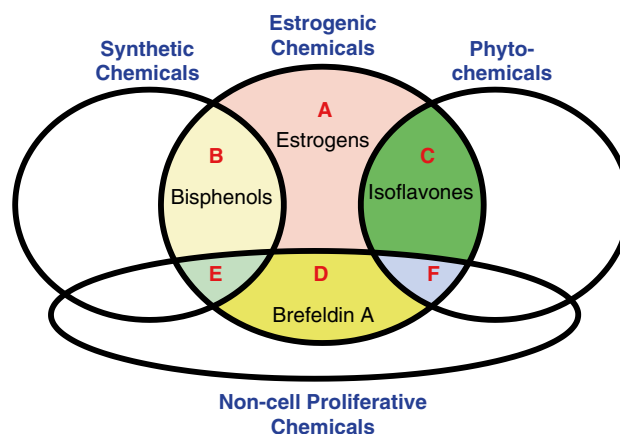 Estrogenic
Chemicals
Synthetic
Chemicals
Phyto-
chemicals
A
Estrogens
B
Bisphenols
C
Isoflavones
E
D
F
Brefeldin A
Non-cell Proliferative
Chemicals